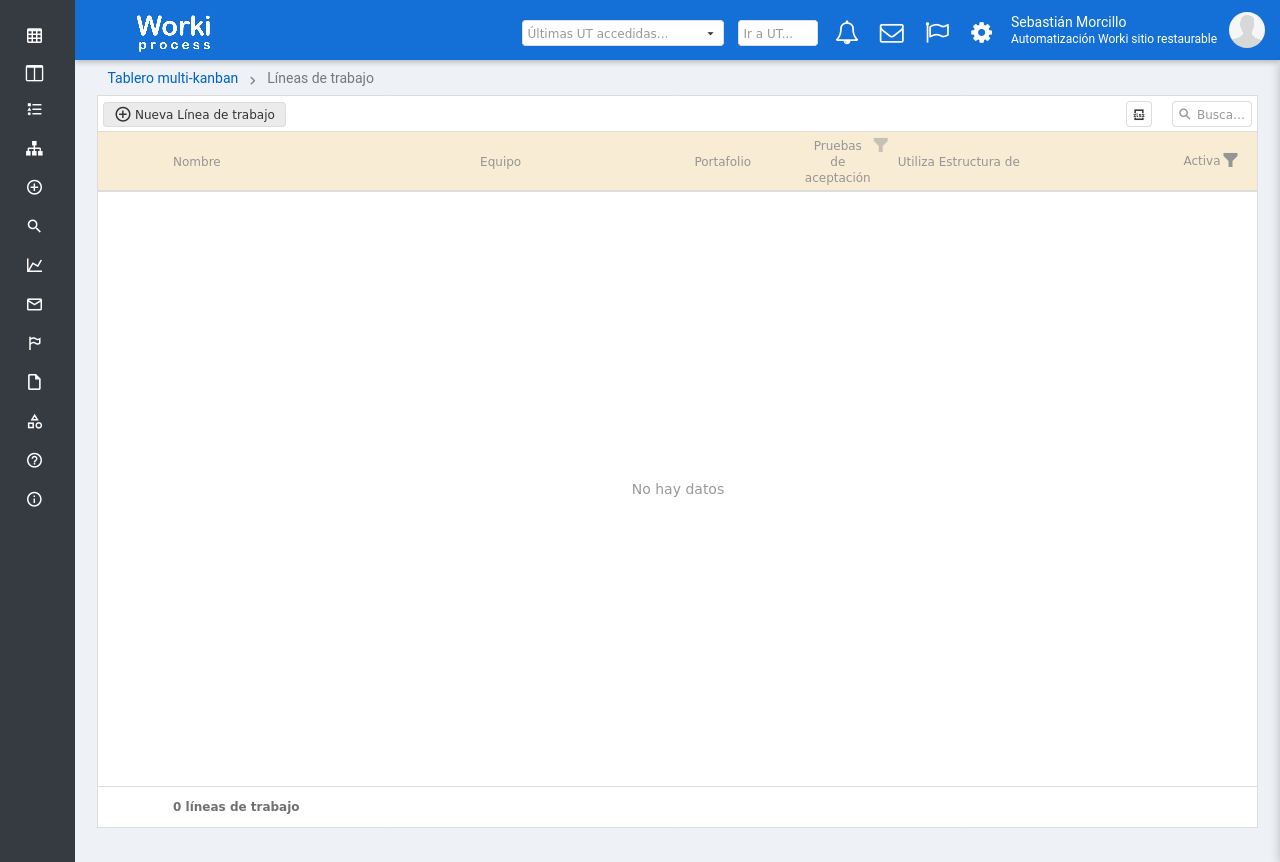 Worki
process
Últimas UT accedidas...
Ir a UT...
Sebastián Morcillo
Automatización Worki sitio restaurable
Tablero multi-kanban
Líneas de trabajo
Nueva Línea de trabajo
Busca...
Nombre
Equipo
Portafolio
Pruebas
de
aceptación
Utiliza Estructura de
Activa
No hay datos
0 líneas de trabajo